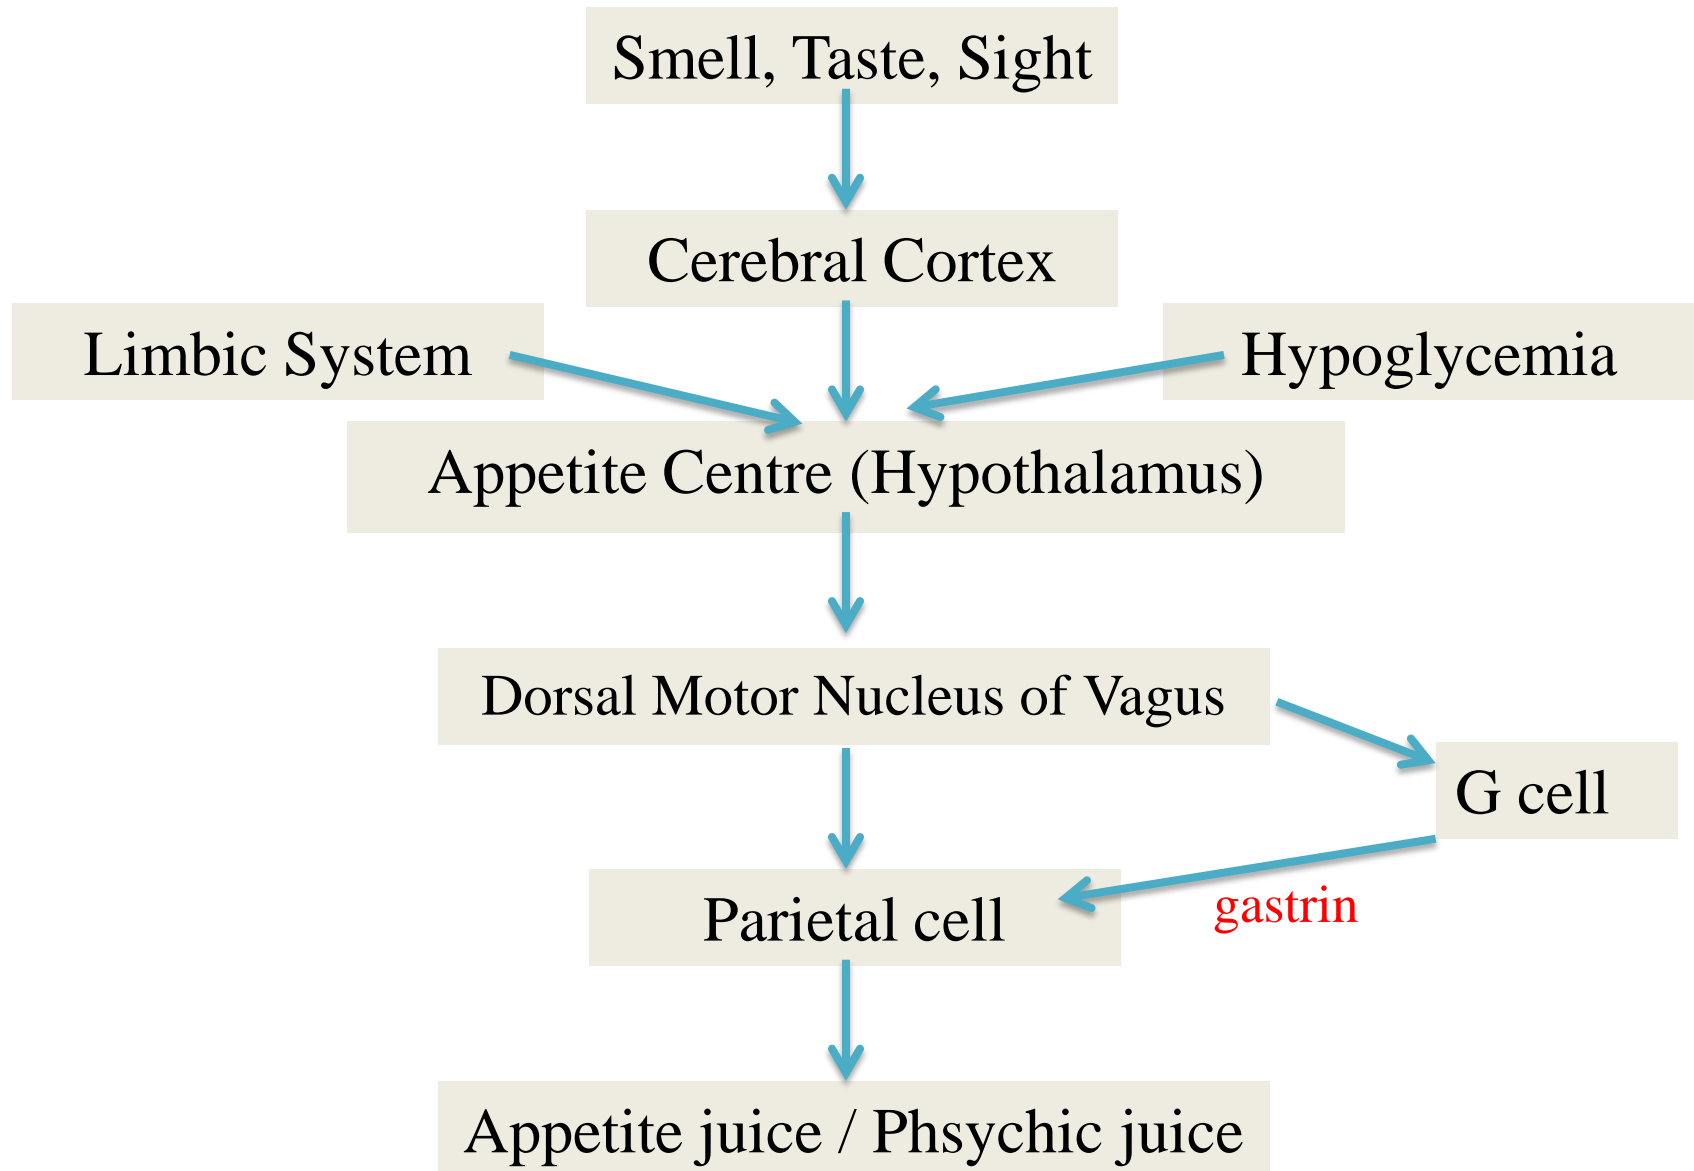 Smell, Taste, Sight
Cerebral Cortex
Limbic System
Hypoglycemia
Appetite Centre (Hypothalamus)
Dorsal Motor Nucleus of Vagus
G cell
gastrin
Parietal cell
Appetite juice / Phsychic juice